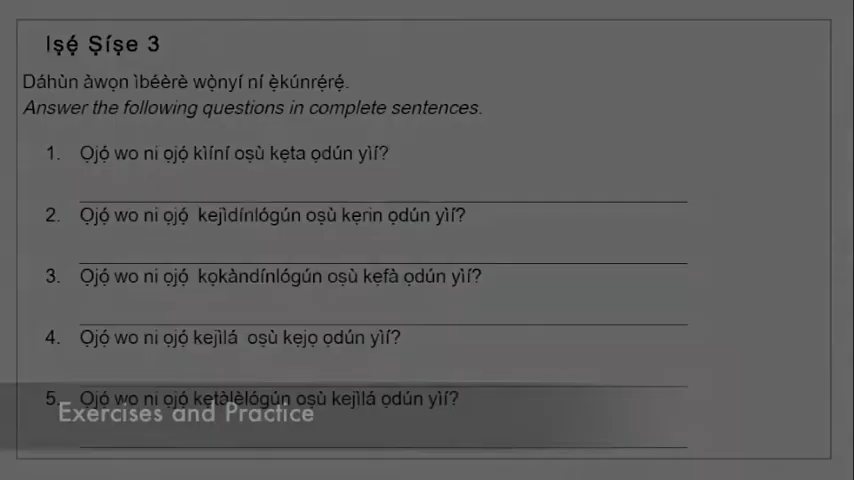 Iṣẹ́ Ṣíṣe 3
Dáhùn àwọn ìbéèrè wọ̀nyí ní ẹ̀kúnrẹ́rẹ́.
Answer the following questions in complete sentences.
1. Ọjọ́ wo ni ọjọ́ kìíní oṣù kẹta ọdún yìí?
2. Ọjọ́ wo ni ọjọ́ kejìdínlógún oṣù kẹrin ọdún yìí?
3. Ọjọ́ wo ni ọjọ́ kọkàndínlógún oṣù kẹfà ọdún yìí?
4. Ọjọ́ wo ni ọjọ́ kejìlá oṣù kẹjọ ọdún yìí?
5. Ọjọ́ wo ni ọjọ́ kẹtàlèlógún oṣù kejìlá ọdún yìí?
Exercises and Practice